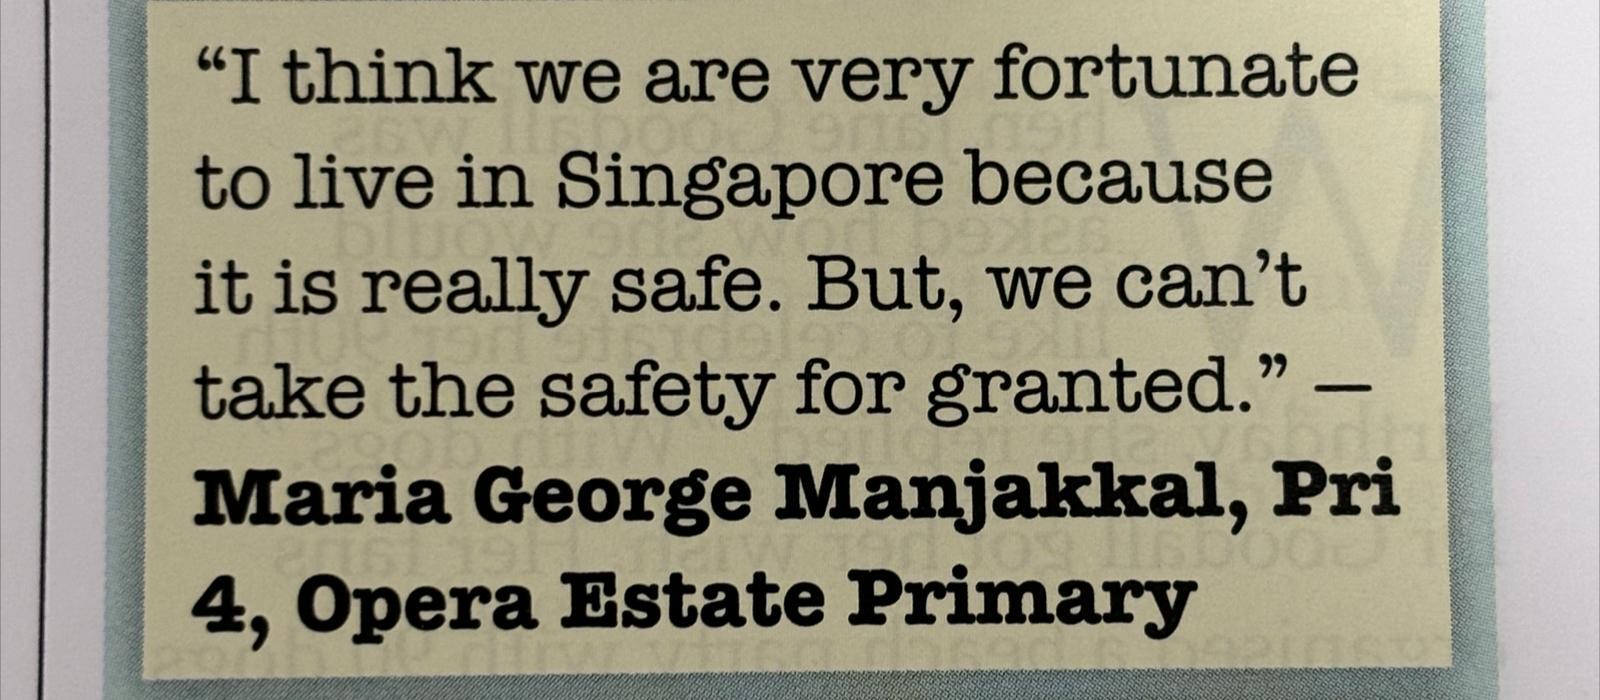 “I think we are very fortunate
to live in Singapore because
it is really safe. But, we can’t
take the safety for granted.” —
Maria George Manjakkal, Pri
4, Opera Estate Primary